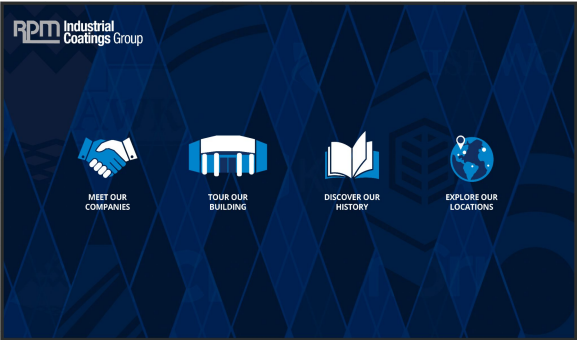 RPM Industrial
Coatings Group
MEET OUR
COMPANIES
TOUR OUR
BUILDING
DISCOVER OUR
HISTORY
EXPLORE OUR
LOCATIONS